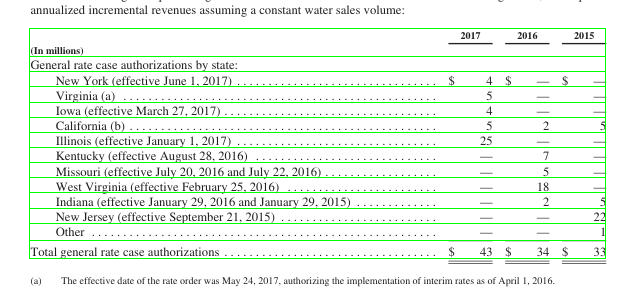 annualized incremental revenues assuming a constant water sales volume:
2017 2016 2015
(In millions)
General rate case authorizations by state:
New York (effective June 1, 2017) $ 4 $ — $ —
Virginia (a) 5 — —
Iowa (effective March 27, 2017) 4 — —
California (b) 5 2 5
Illinois (effective January 1, 2017) 25 — —
Kentucky (effective August 28, 2016) — 7 —
Missouri (effective July 20, 2016 and July 22, 2016) — 5 —
West Virginia (effective February 25, 2016) — 18 —
Indiana (effective January 29, 2016 and January 29, 2015) — 2 5
New Jersey (effective September 21, 2015) — — 22
Other — — 1
Total general rate case authorizations $ 43 $ 34 $ 33
(a) The effective date of the rate order was May 24, 2017, authorizing the implementation of interim rates as of April 1, 2016.